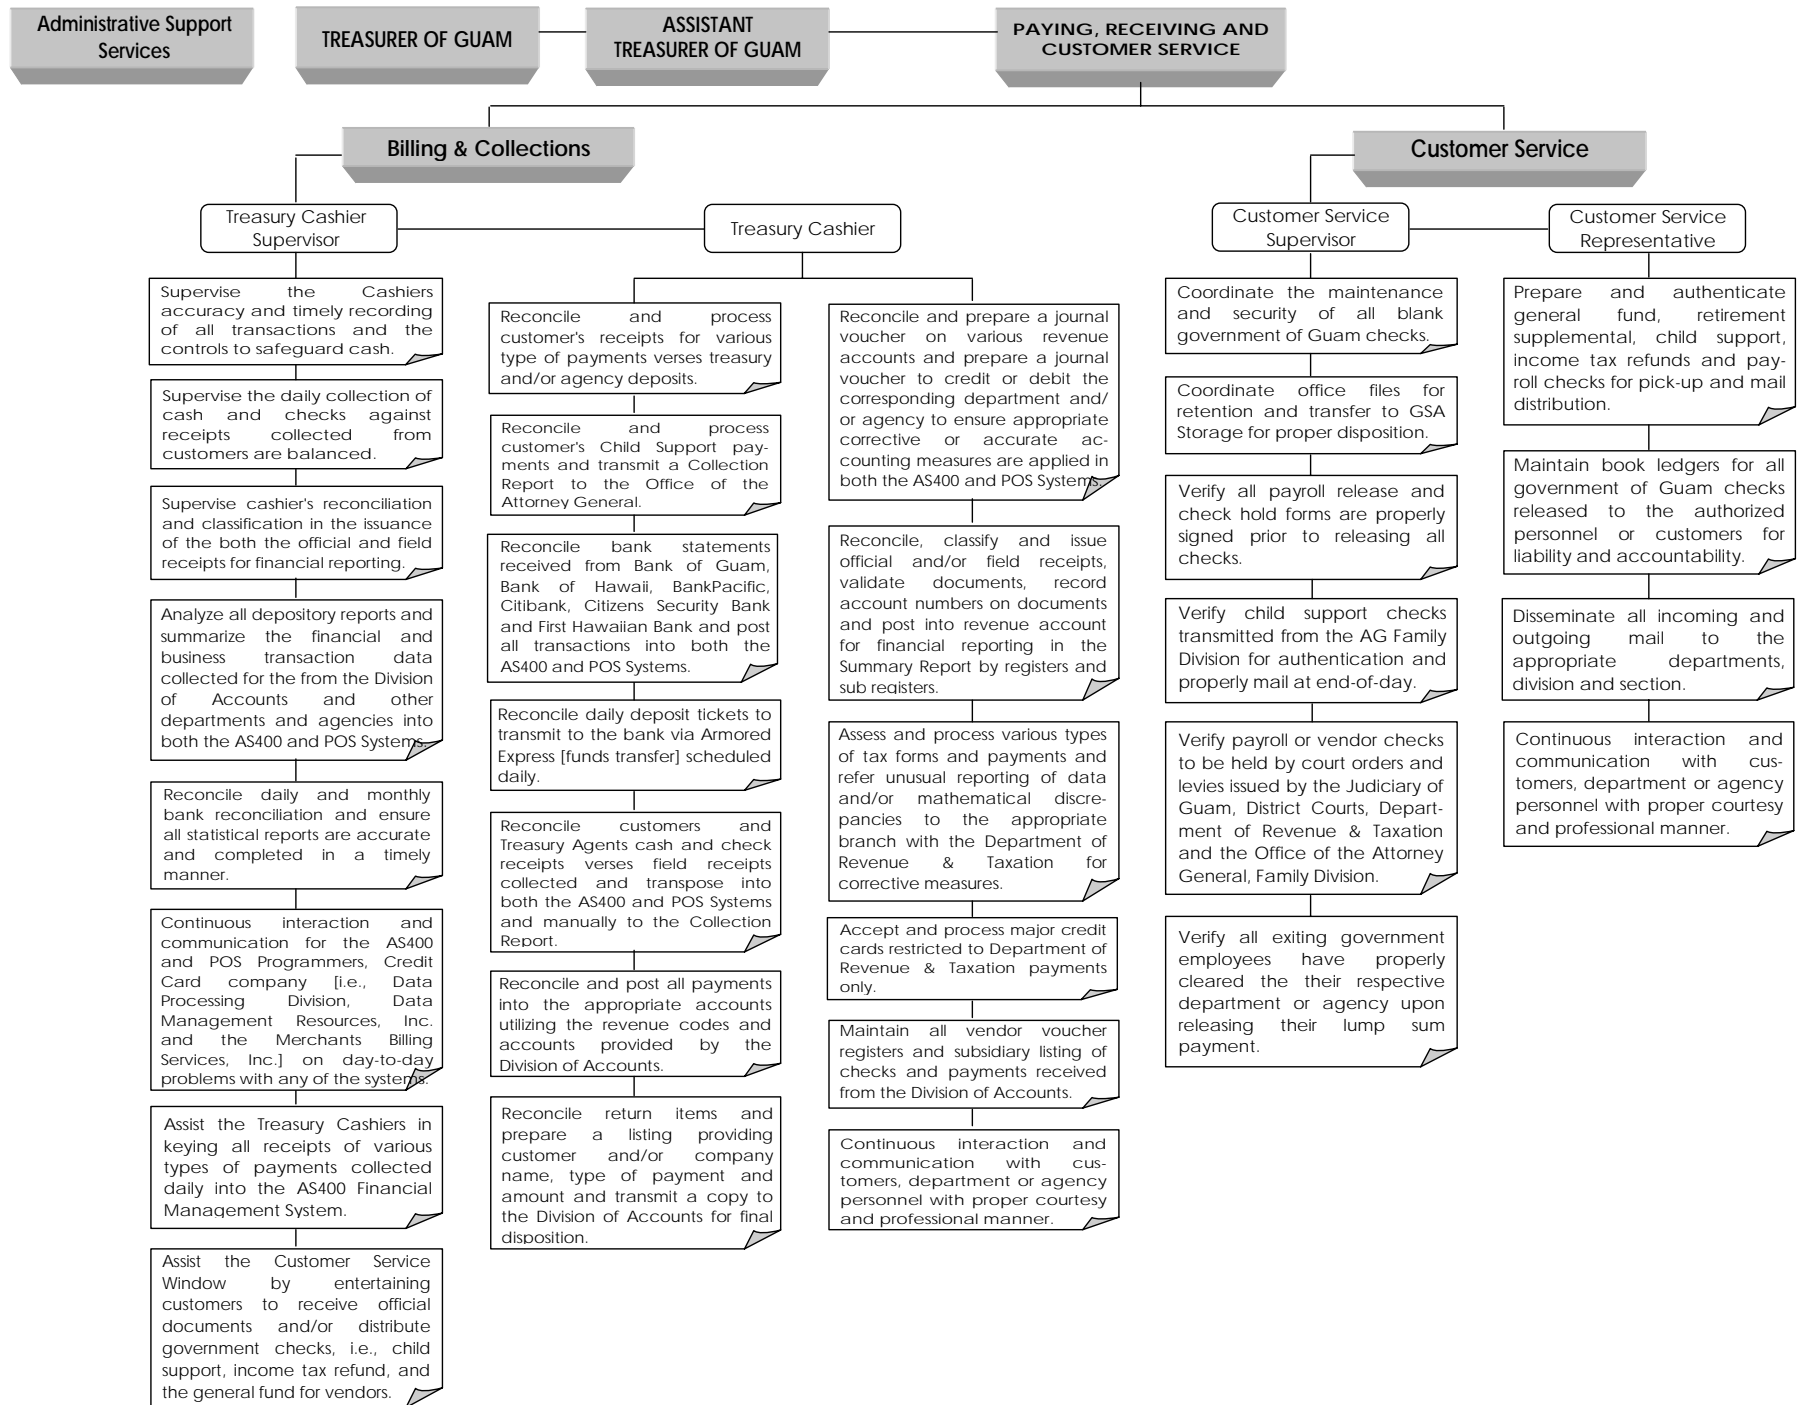 Administrative Support
Services
TREASURER OF GUAM
ASSISTANT
TREASURER OF GUAM
PAYING, RECEIVING AND
CUSTOMER SERVICE
Billing & Collections
Customer Service
Treasury Cashier
Supervisor
Treasury Cashier
Customer Service
Supervisor
Customer Service
Representative
Supervise the Cashiers
accuracy and timely recording
of all transactions and the
controls to safeguard cash.
Supervise the daily collection of
cash and checks against
receipts collected from
customers are balanced.
Supervise cashier's reconciliation
and classification in the issuance
of the both the official and field
receipts for financial reporting.
Analyze all depository reports and
summarize the financial and
business transaction data
collected for the from the Division
of Accounts and other
departments and agencies into
both the AS400 and POS Systems.
Reconcile daily and monthly
bank reconciliation and ensure
all statistical reports are accurate
and completed in a timely
manner.
Continuous interaction and
communication for the AS400
and POS Programmers, Credit
Card company [i.e., Data
Processing Division, Data
Management Resources, Inc.
and the Merchants Billing
Services, Inc.] on day-to-day
problems with any of the systems.
Assist the Treasury Cashiers in
keying all receipts of various
types of payments collected
daily into the AS400 Financial
Management System.
Assist the Customer Service
Window by entertaining
customers to receive official
documents and/or distribute
government checks, i.e., child
support, income tax refund, and
the general fund for vendors.
Reconcile and process
customer's receipts for various
type of payments verses treasury
and/or agency deposits.
Reconcile and process
customer's Child Support pay-
ments and transmit a Collection
Report to the Office of the
Attorney General.
Reconcile bank statements
received from Bank of Guam,
Bank of Hawaii, BankPacific,
Citibank, Citizens Security Bank
and First Hawaiian Bank and post
all transactions into both the
AS400 and POS Systems.
Reconcile daily deposit tickets to
transmit to the bank via Armored
Express [funds transfer] scheduled
daily.
Reconcile customers and
Treasury Agents cash and check
receipts verses field receipts
collected and transpose into
both the AS400 and POS Systems
and manually to the Collection
Report.
Reconcile and post all payments
into the appropriate accounts
utilizing the revenue codes and
accounts provided by the
Division of Accounts.
Reconcile return items and
prepare a listing providing
customer and/or company
name, type of payment and
amount and transmit a copy to
the Division of Accounts for final
disposition.
Reconcile and prepare a journal
voucher on various revenue
accounts and prepare a journal
voucher to credit or debit the
corresponding department and/
or agency to ensure appropriate
corrective or accurate ac-
counting measures are applied in
both the AS400 and POS Systems.
Reconcile, classify and issue
official and/or field receipts,
validate documents, record
account numbers on documents
and post into revenue account
for financial reporting in the
Summary Report by registers and
sub registers.
Assess and process various types
of tax forms and payments and
refer unusual reporting of data
and/or mathematical discre-
pancies to the appropriate
branch with the Department of
Revenue & Taxation for
corrective measures.
Accept and process major credit
cards restricted to Department of
Revenue & Taxation payments
only.
Maintain all vendor voucher
registers and subsidiary listing of
checks and payments received
from the Division of Accounts.
Continuous interaction and
communication with cus-
tomers, department or agency
personnel with proper courtesy
and professional manner.
Coordinate the maintenance
and security of all blank
government of Guam checks.
Coordinate office files for
retention and transfer to GSA
Storage for proper disposition.
Verify all payroll release and
check hold forms are properly
signed prior to releasing all
checks.
Verify child support checks
transmitted from the AG Family
Division for authentication and
properly mail at end-of-day.
Verify payroll or vendor checks
to be held by court orders and
levies issued by the Judiciary of
Guam, District Courts, Depart-
ment of Revenue & Taxation
and the Office of the Attorney
General, Family Division.
Verify all exiting government
employees have properly
cleared the their respective
department or agency upon
releasing their lump sum
payment.
Prepare and authenticate
general fund, retirement
supplemental, child support,
income tax refunds and pay-
roll checks for pick-up and mail
distribution.
Maintain book ledgers for all
government of Guam checks
released to the authorized
personnel or customers for
liability and accountability.
Disseminate all incoming and
outgoing mail to the
appropriate departments,
division and section.
Continuous interaction and
communication with cus-
tomers, department or agency
personnel with proper courtesy
and professional manner.